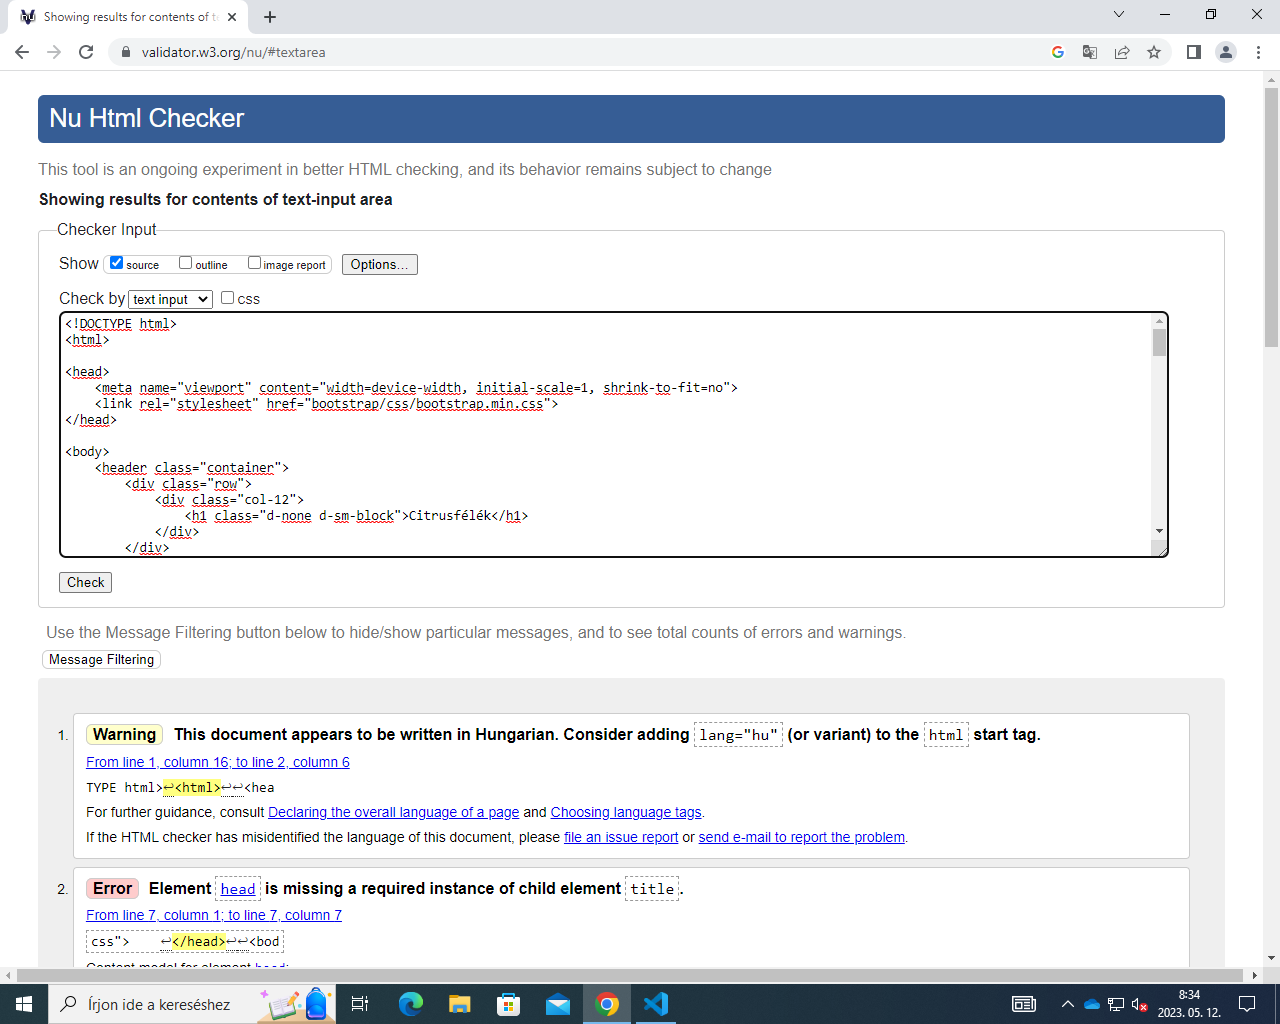 Showing results for contents of t
validator.w3.org/nu/#textarea
Nu Html Checker
This tool is an ongoing experiment in better HTML checking, and its behavior remains subject to change
Showing results for contents of text-input area
Checker Input
Show source outline image report Options...
Check by text input css
<!DOCTYPE html>
<html>
<head>
<meta name="viewport" content="width=device-width, initial-scale=1, shrink-to-fit=no">
<link rel="stylesheet" href="bootstrap/css/bootstrap.min.css">
</head>
<body>
<header class="container">
<div class="row">
<div class="col-12">
<h1 class="d-none d-sm-block">Citrusfélék</h1>
</div>
</div>
Check
Use the Message Filtering button below to hide/show particular messages, and to see total counts of errors and warnings.
Message Filtering
1. Warning This document appears to be written in Hungarian. Consider adding lang="hu" (or variant) to the html start tag.
From line 1, column 16; to line 2, column 6
TYPE html>↩<html>↩↩<hea
For further guidance, consult Declaring the overall language of a page and Choosing language tags.
If the HTML checker has misidentified the language of this document, please file an issue report or send e-mail to report the problem.
2. Error Element head is missing a required instance of child element title.
From line 7, column 1; to line 7, column 7
css">    ↩</head>↩↩<bod
Content model for element head:
Írjon ide a kereséshez
8:34
2023. 05. 12.